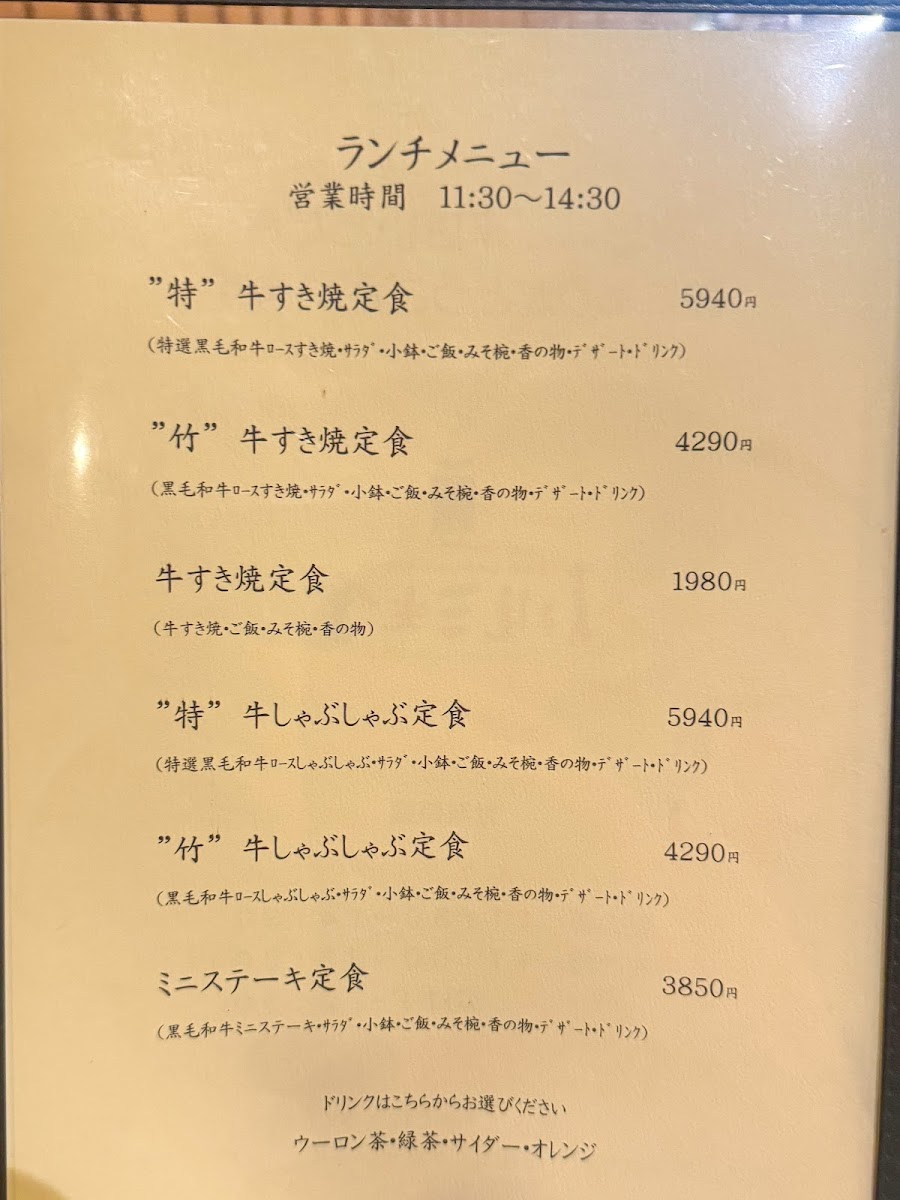 ランチメニュー
営業時間　11:30〜14:30
”特” 牛すき焼定食 5940円
(特選黒毛和牛ﾛｰｽすき焼・ｻﾗﾀﾞ・小鉢・ご飯・みそ椀・香の物・ﾃﾞｻﾞｰﾄ・ﾄﾞﾘﾝｸ)
”竹” 牛すき焼定食 4290円
(黒毛和牛ﾛｰｽすき焼・ｻﾗﾀﾞ・小鉢・ご飯・みそ椀・香の物・ﾃﾞｻﾞｰﾄ・ﾄﾞﾘﾝｸ)
牛すき焼定食 1980円
(牛すき焼・ご飯・みそ椀・香の物)
”特” 牛しゃぶしゃぶ定食 5940円
(特選黒毛和牛ﾛｰｽしゃぶしゃぶ・ｻﾗﾀﾞ・小鉢・ご飯・みそ椀・香の物・ﾃﾞｻﾞｰﾄ・ﾄﾞﾘﾝｸ)
”竹” 牛しゃぶしゃぶ定食 4290円
(黒毛和牛ﾛｰｽしゃぶしゃぶ・ｻﾗﾀﾞ・小鉢・ご飯・みそ椀・香の物・ﾃﾞｻﾞｰﾄ・ﾄﾞﾘﾝｸ)
ミニステーキ定食 3850円
(黒毛和牛ミニステーキ・ｻﾗﾀﾞ・小鉢・ご飯・みそ椀・香の物・ﾃﾞｻﾞｰﾄ・ﾄﾞﾘﾝｸ)
ドリンクはこちらからお選びください
ウーロン茶・緑茶・サイダー・オレンジ